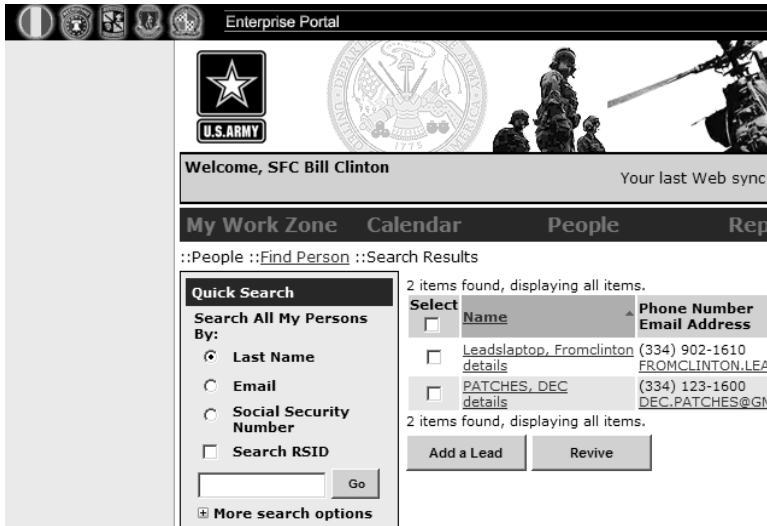 Enterprise Portal
U.S.ARMY
1775
Welcome, SFC Bill Clinton
Your last Web sync
My Work Zone Calendar People Rep
::People ::Find Person ::Search Results
Quick Search
Search All My Persons
By:
Last Name
Email
Social Security
Number
Search RSID
Go
More search options
2 items found, displaying all items.
Select
Name
Phone Number
Email Address
Leadslaptop, Fromclinton (334) 902-1610
details FROMCLINTON.LEA
PATCHES, DEC (334) 123-1600
details DEC.PATCHES@GM
2 items found, displaying all items.
Add a Lead Revive